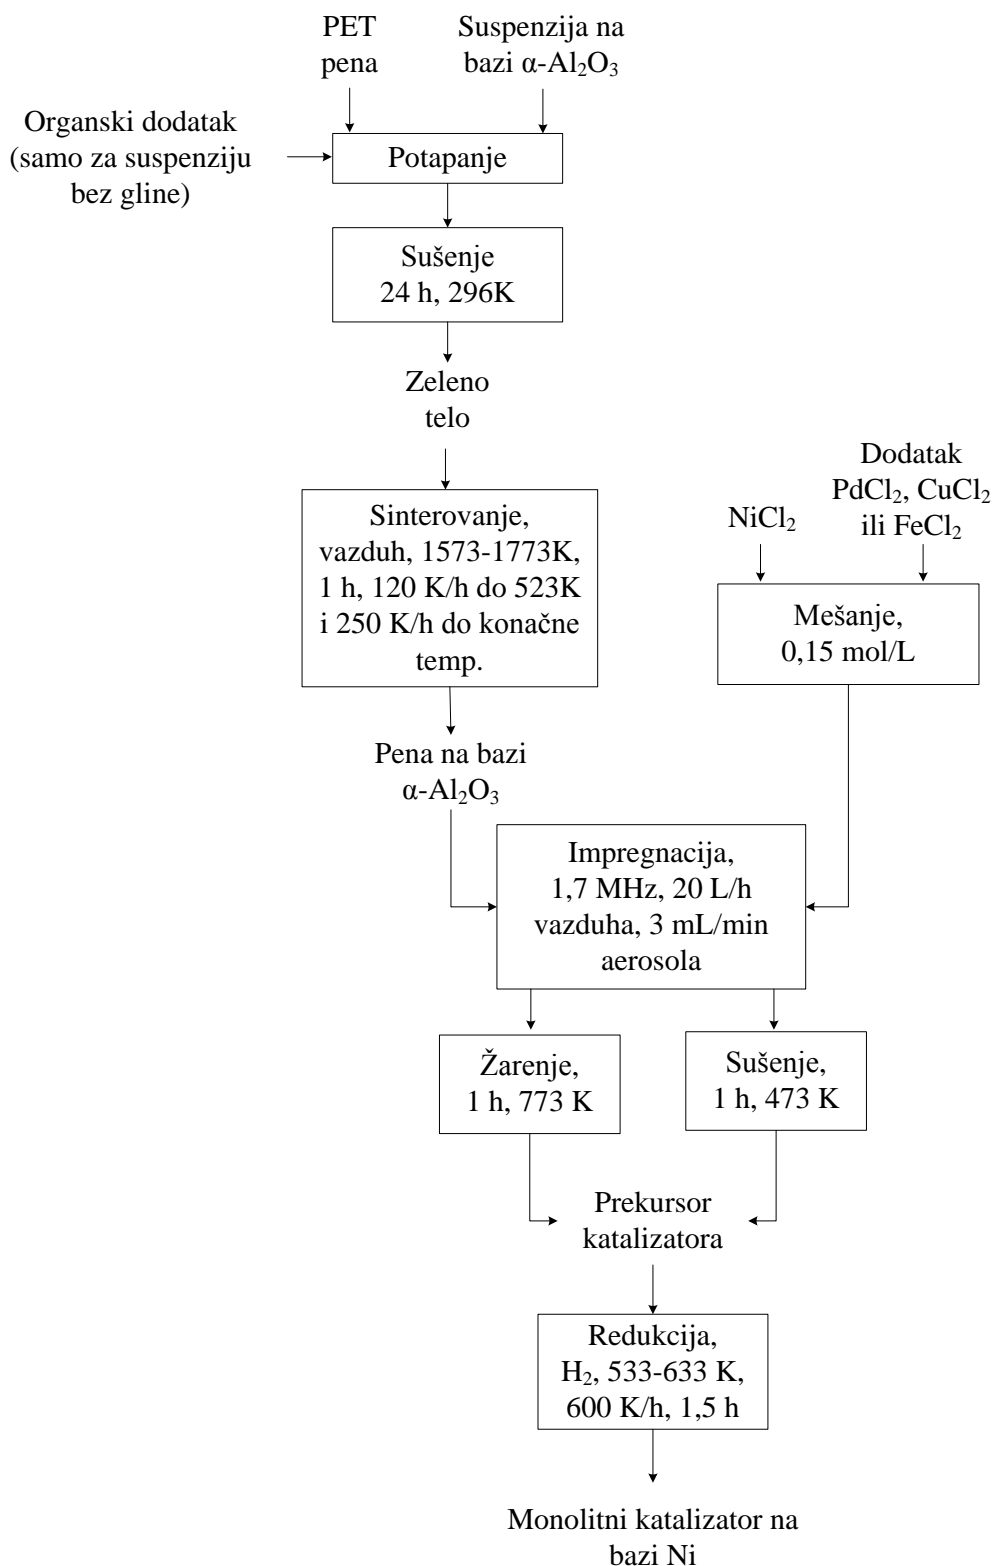 PET
pena
Suspenzija na
bazi α-Al₂O₃
Organski dodatak
(samo za suspenziju
bez gline)
Potapanje
Sušenje
24 h, 296K
Zeleno
telo
Sinterovanje,
vazduh, 1573-1773K,
1 h, 120 K/h do 523K
i 250 K/h do konačne
temp.
Dodatak
PdCl₂, CuCl₂
ili FeCl₂
NiCl₂
Mešanje,
0,15 mol/L
Pena na bazi
α-Al₂O₃
Impregnacija,
1,7 MHz, 20 L/h
vazduha, 3 mL/min
aerosola
Žarenje,
1 h, 773 K
Sušenje,
1 h, 473 K
Prekursor
katalizatora
Redukcija,
H₂, 533-633 K,
600 K/h, 1,5 h
Monolitni katalizator na
bazi Ni